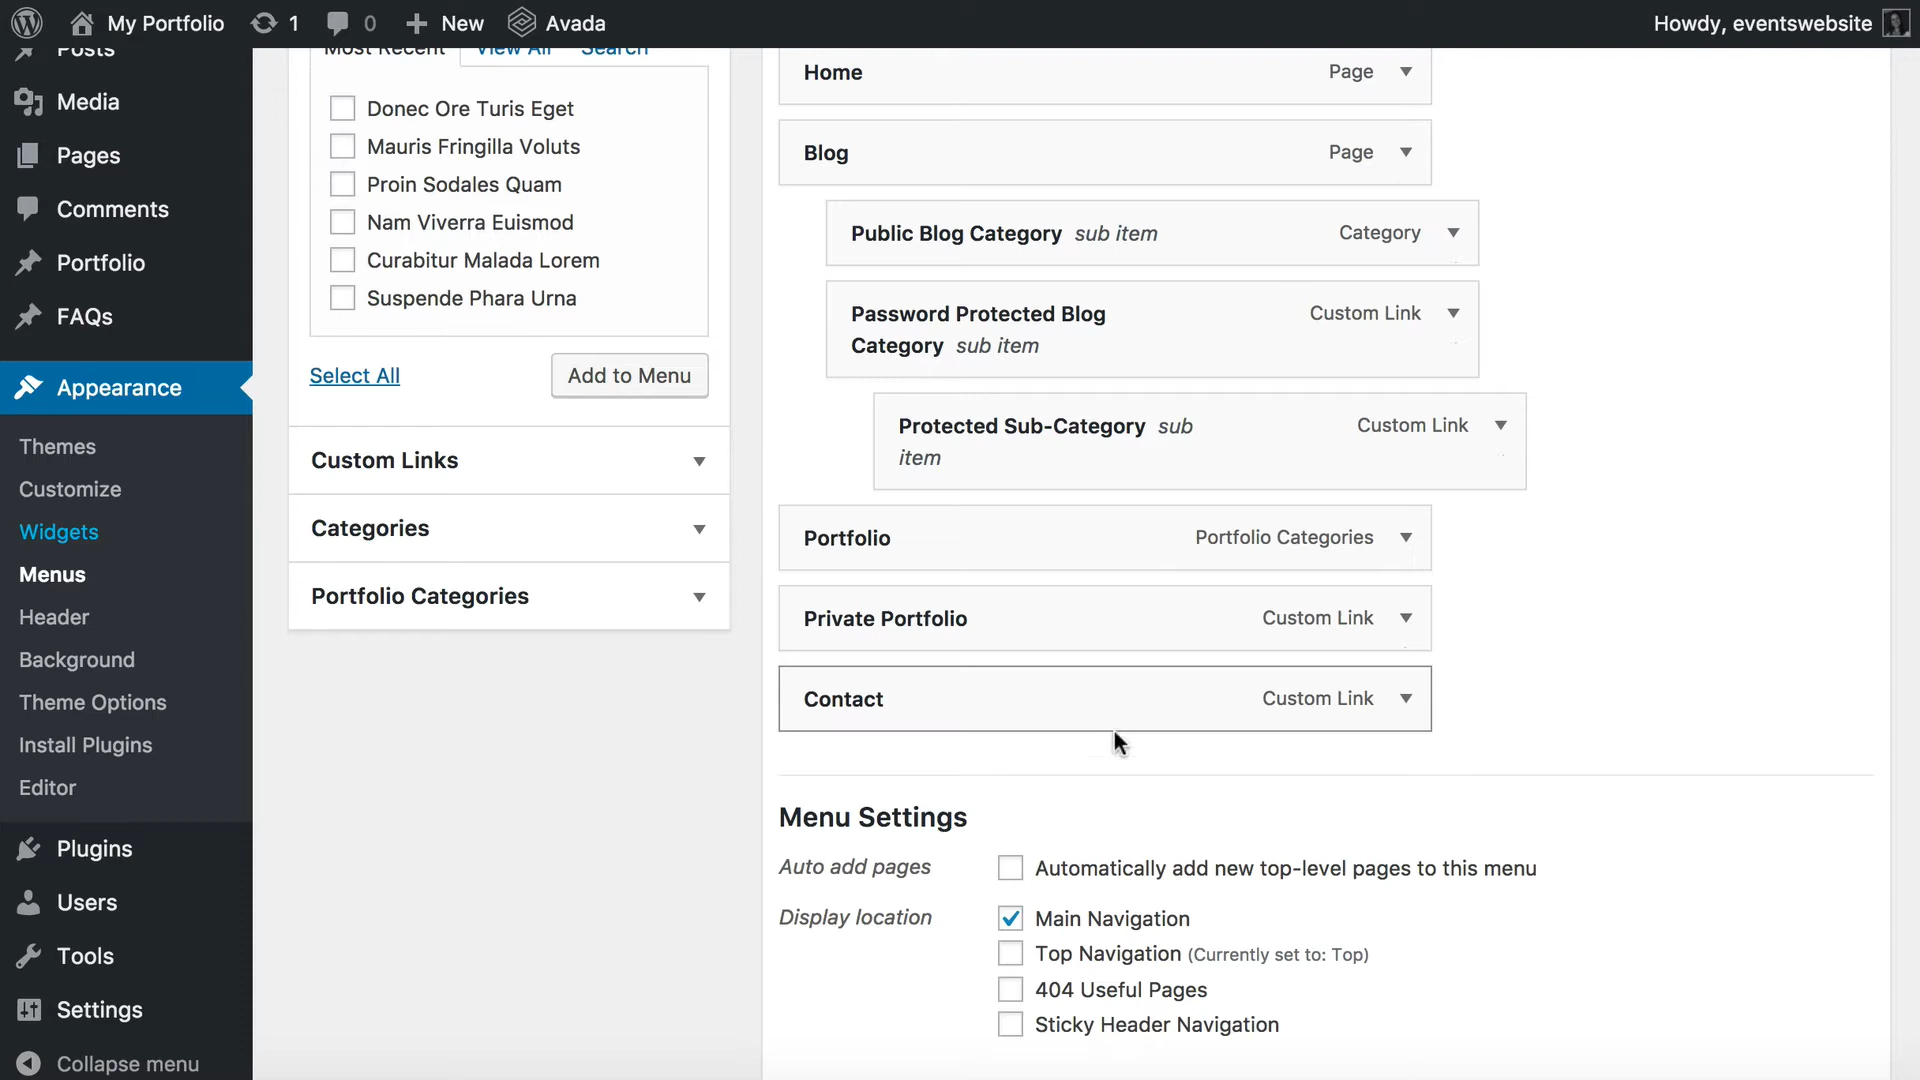 My Portfolio 1 0 New Avada Howdy, eventswebsite
Posts
Media
Pages
Comments
Portfolio
FAQs
Appearance
Themes
Customize
Widgets
Menus
Header
Background
Theme Options
Install Plugins
Editor
Plugins
Users
Tools
Settings
Collapse menu
Most Recent View All Search
Donec Ore Turis Eget
Mauris Fringilla Voluts
Proin Sodales Quam
Nam Viverra Euismod
Curabitur Malada Lorem
Suspende Phara Urna
Select All Add to Menu
Custom Links
Categories
Portfolio Categories
Home Page
Blog Page
Public Blog Category sub item Category
Password Protected Blog Custom Link
Category sub item
Protected Sub-Category sub Custom Link
item
Portfolio Portfolio Categories
Private Portfolio Custom Link
Contact Custom Link
Menu Settings
Auto add pages Automatically add new top-level pages to this menu
Display location Main Navigation
Top Navigation (Currently set to: Top)
404 Useful Pages
Sticky Header Navigation